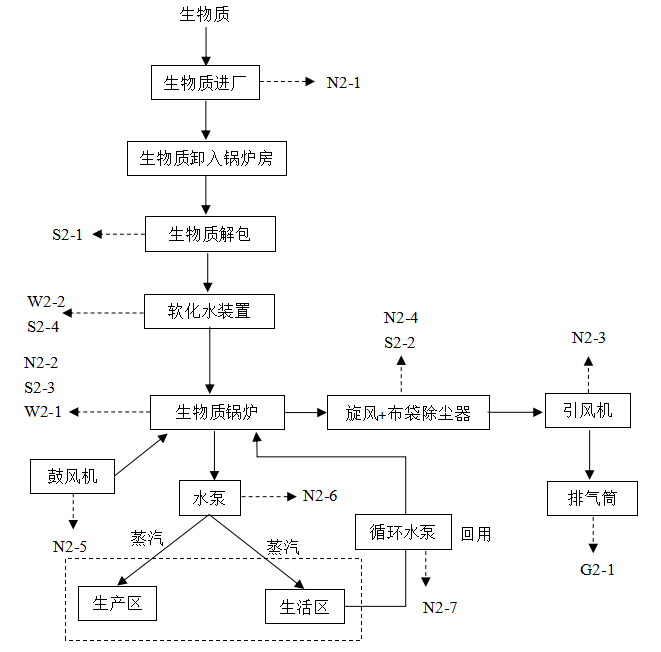 生物质
生物质进厂
N2-1
生物质卸入锅炉房
S2-1
生物质解包
W2-2
S2-4
软化水装置
N2-4
S2-2
N2-3
N2-2
S2-3
W2-1
生物质锅炉
旋风+布袋除尘器
引风机
鼓风机
水泵
N2-6
排气筒
N2-5
蒸汽
蒸汽
循环水泵
回用
G2-1
生产区
生活区
N2-7